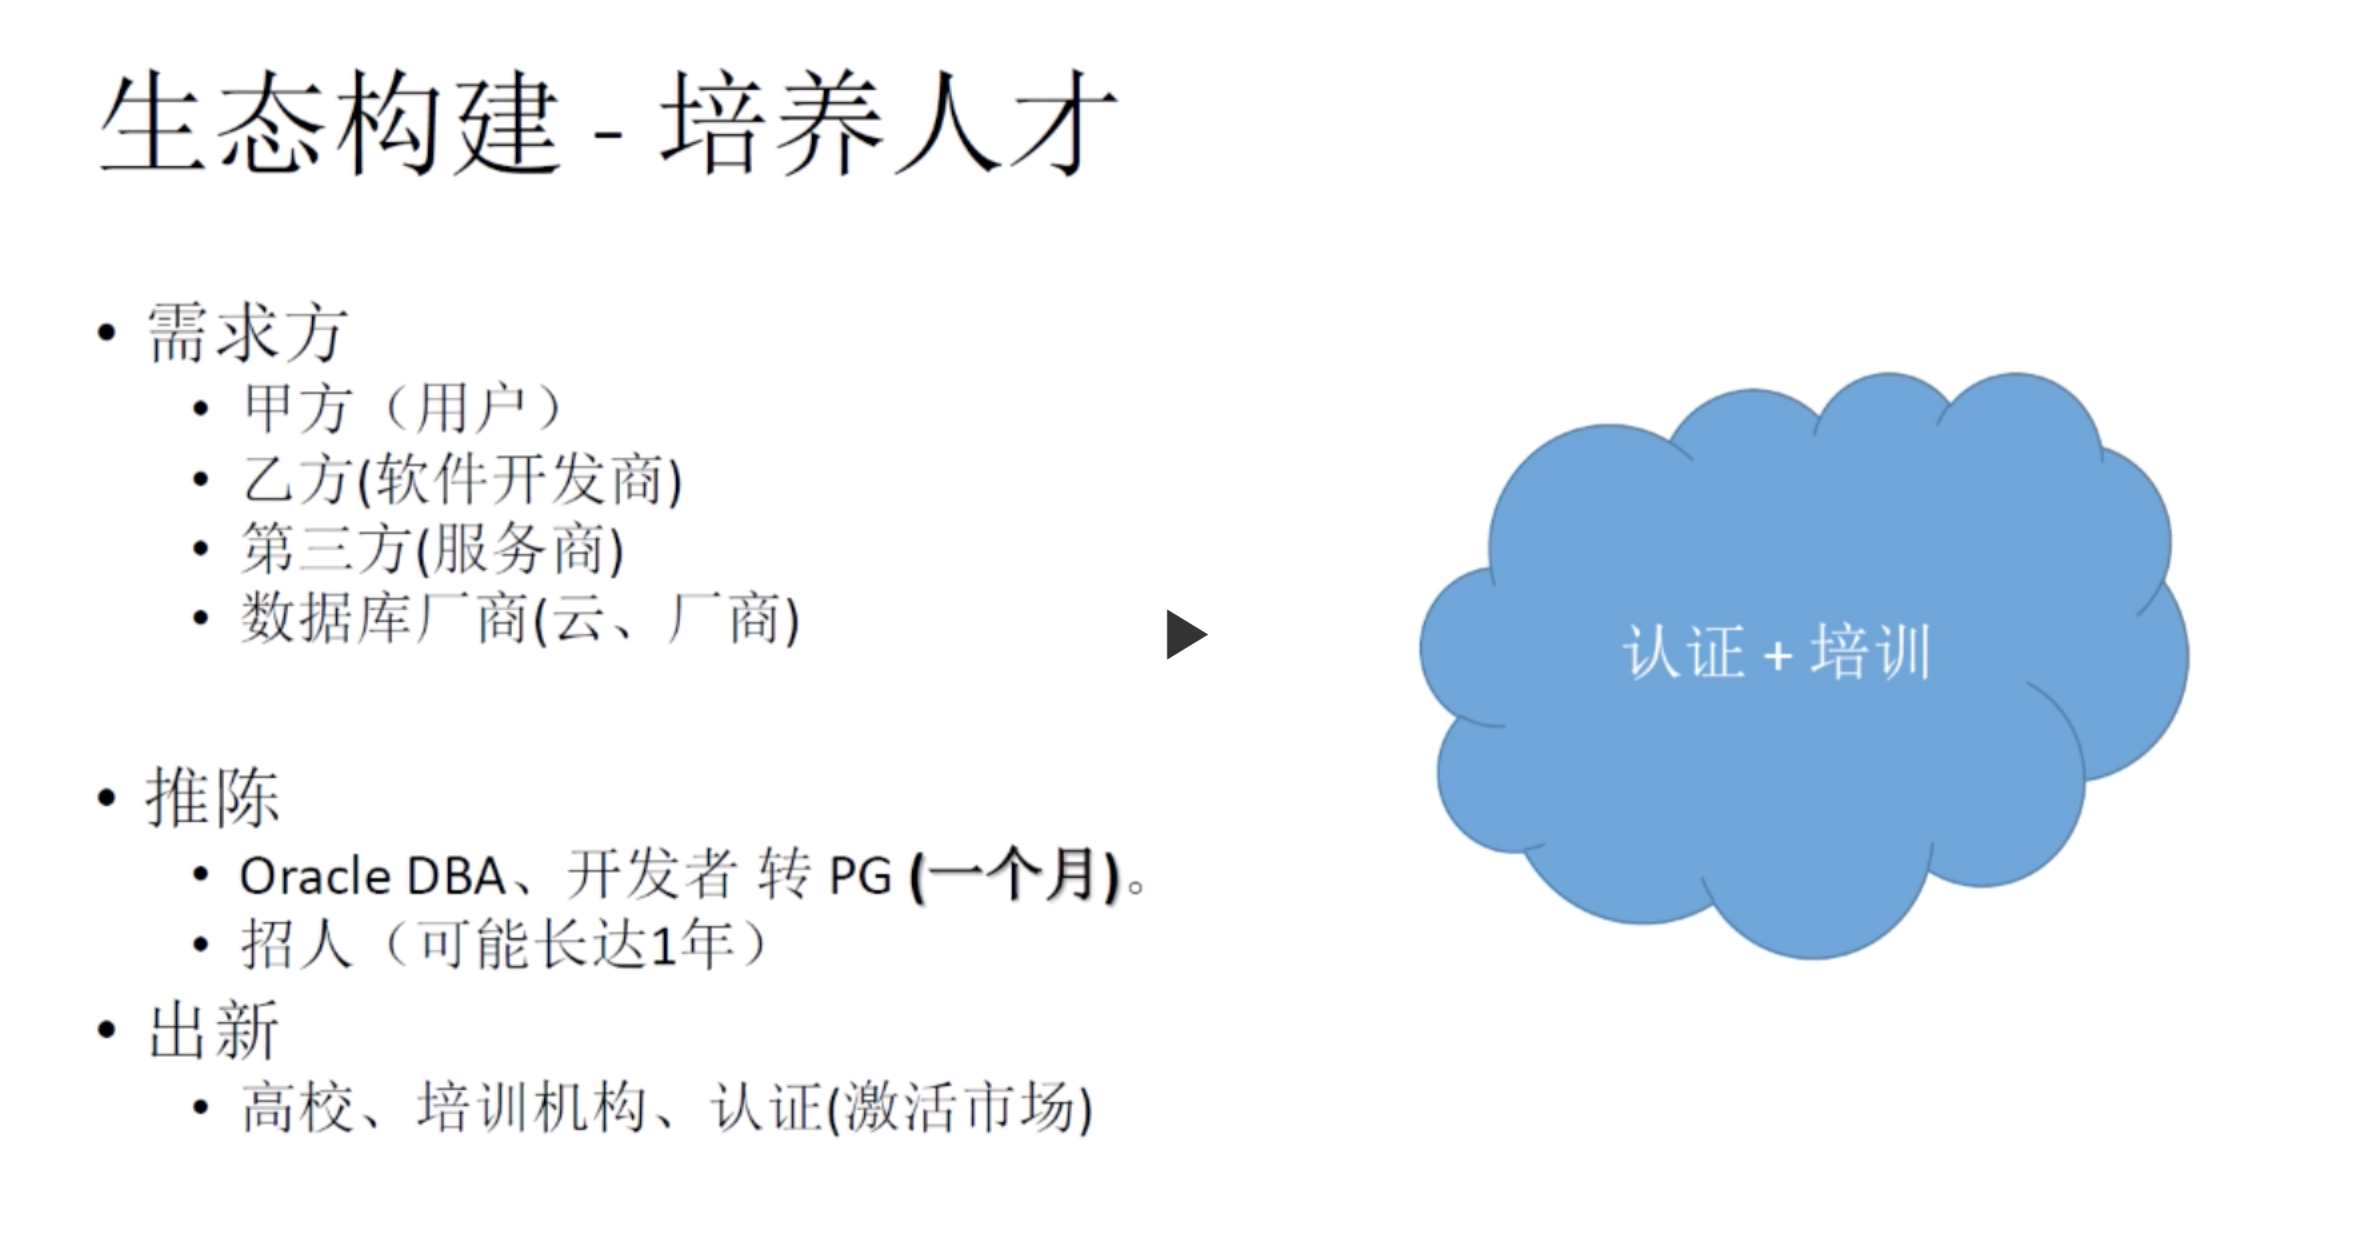 生态构建 - 培养人才
• 需求方
• 甲方（用户）
• 乙方(软件开发商)
• 第三方(服务商)
• 数据库厂商(云、厂商)
• 推陈
• Oracle DBA、开发者 转 PG (一个月)。
• 招人（可能长达1年）
• 出新
• 高校、培训机构、认证(激活市场)
认证 + 培训